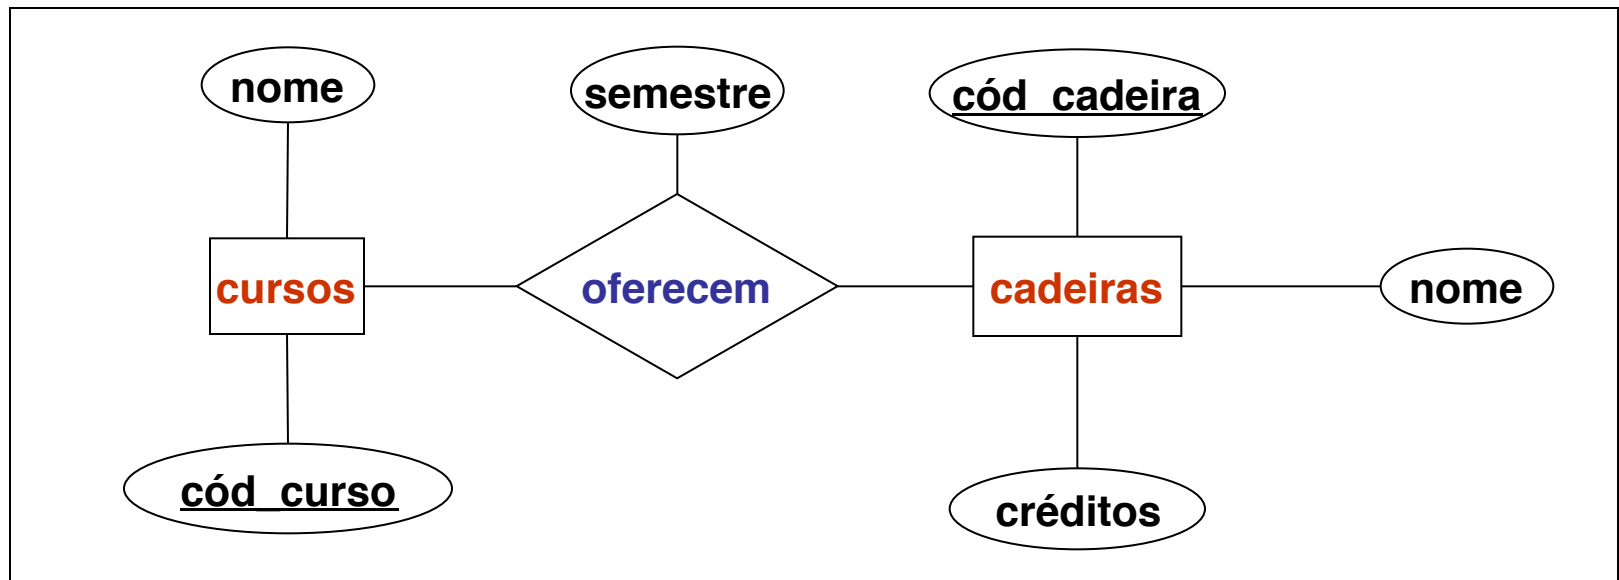 nome
semestre
cód_cadeira
cursos
oferecem
cadeiras
nome
cód_curso
créditos